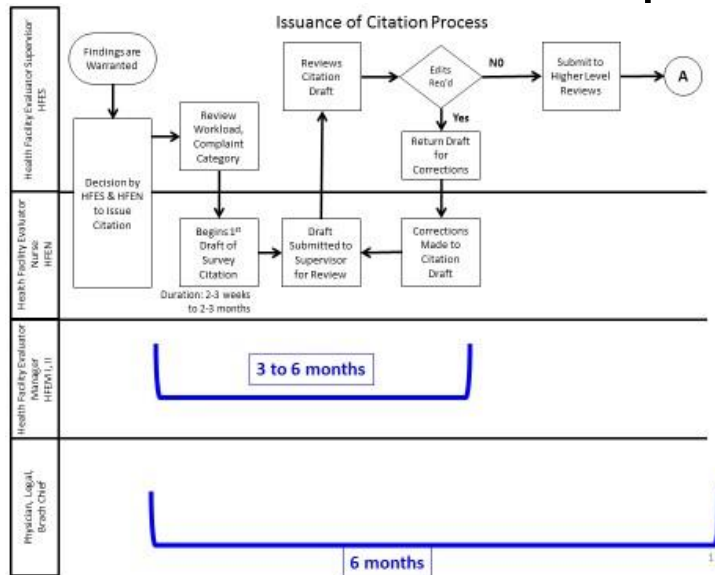 Issuance of Citation Process
Health Facility Evaluator Supervisor
HFES
Findings are
Warranted
Reviews
Citation
Draft
Edits
Req'd
NO
Submit to
Higher Level
Reviews
A
Review
Workload,
Complaint
Category
Yes
Return Draft
for
Corrections
Decision by
HFES & HFEN
to Issue
Citation
Health Facility Evaluator
Nurse
HFEN
Begins 1st
Draft of
Survey
Citation
Draft
Submitted to
Supervisor
for Review
Corrections
Made to
Citation
Draft
Duration: 2-3 weeks
to 2-3 months
Health Facility Evaluator
Manager
HFEM I, II
3 to 6 months
Physician, Legal,
Brach Chief
6 months
1